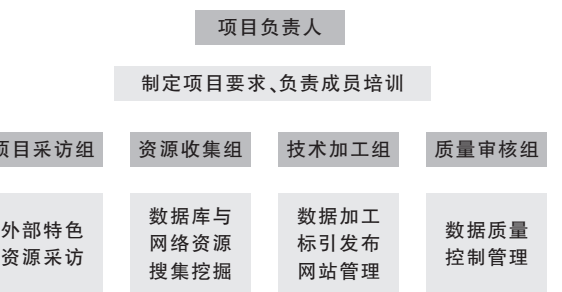 项目负责人
制定项目要求、负责成员培训
项目采访组 资源收集组 技术加工组 质量审核组
外部特色
资源采访
数据库与
网络资源
搜集挖掘
数据加工
标引发布
网站管理
数据质量
控制管理